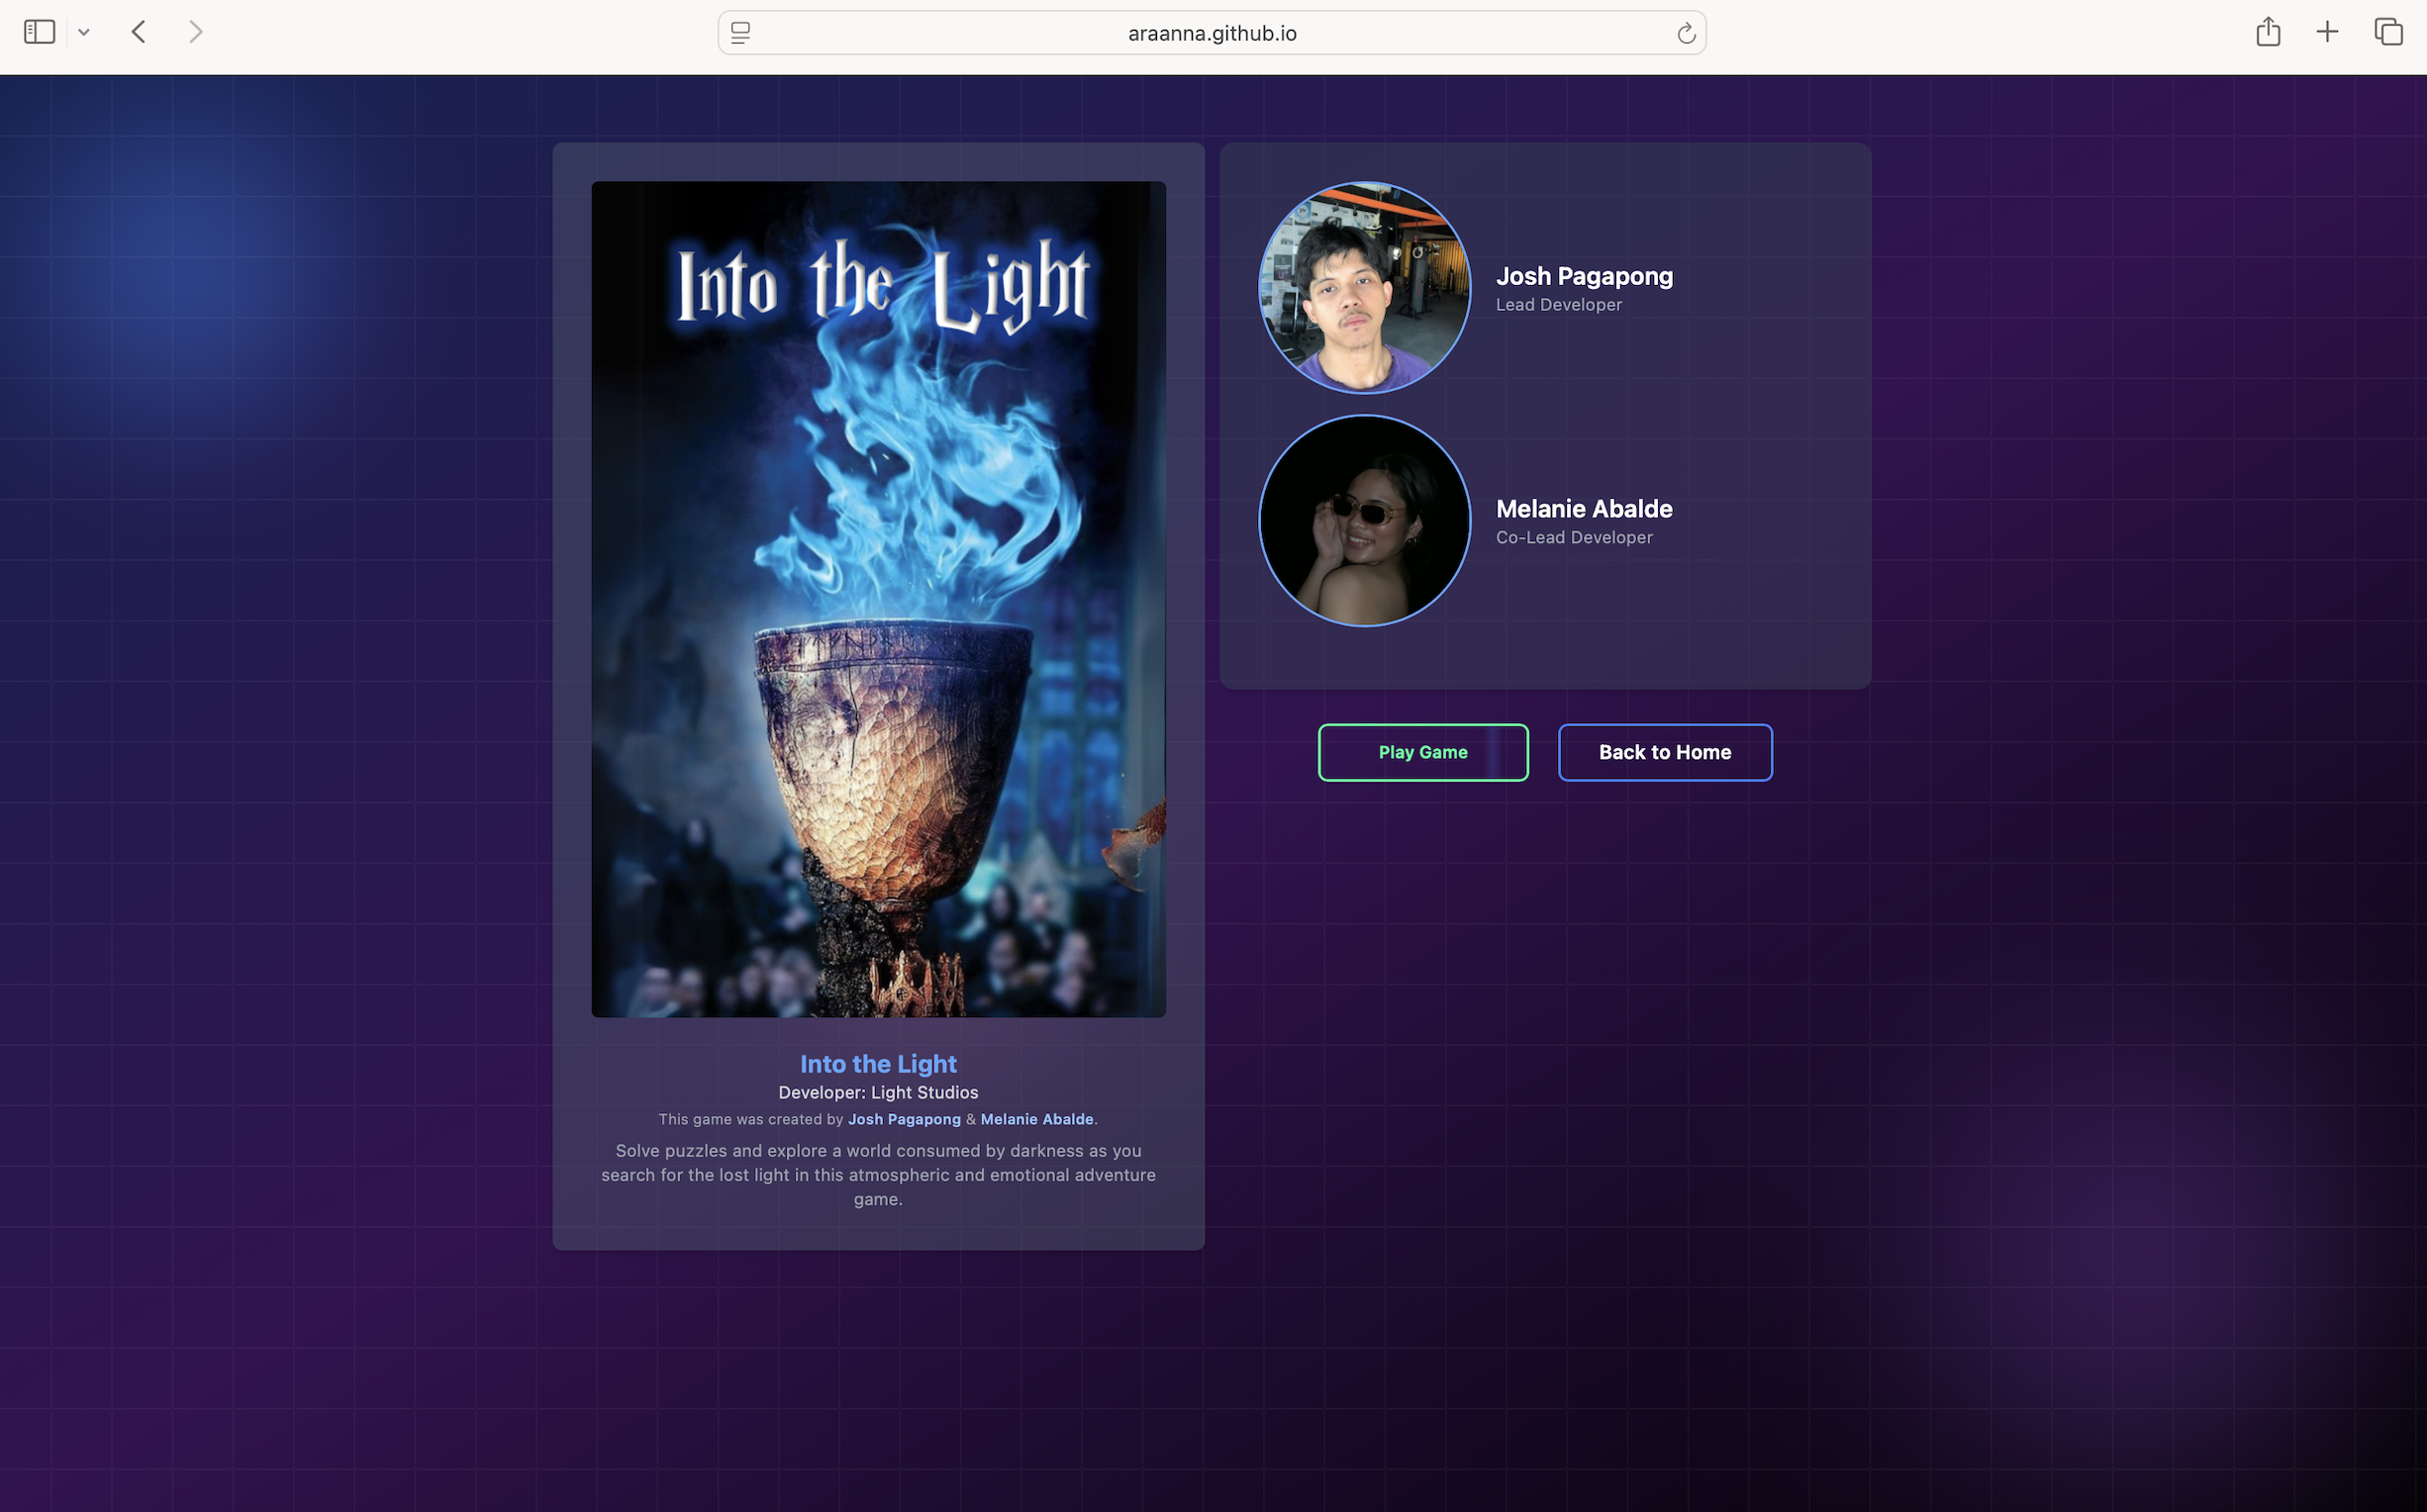 araanna.github.io
Into the Light
Into the Light
Developer: Light Studios
This game was created by Josh Pagapong & Melanie Abalde.
Solve puzzles and explore a world consumed by darkness as you
search for the lost light in this atmospheric and emotional adventure
game.
Josh Pagapong
Lead Developer
Melanie Abalde
Co-Lead Developer
Play Game
Back to Home